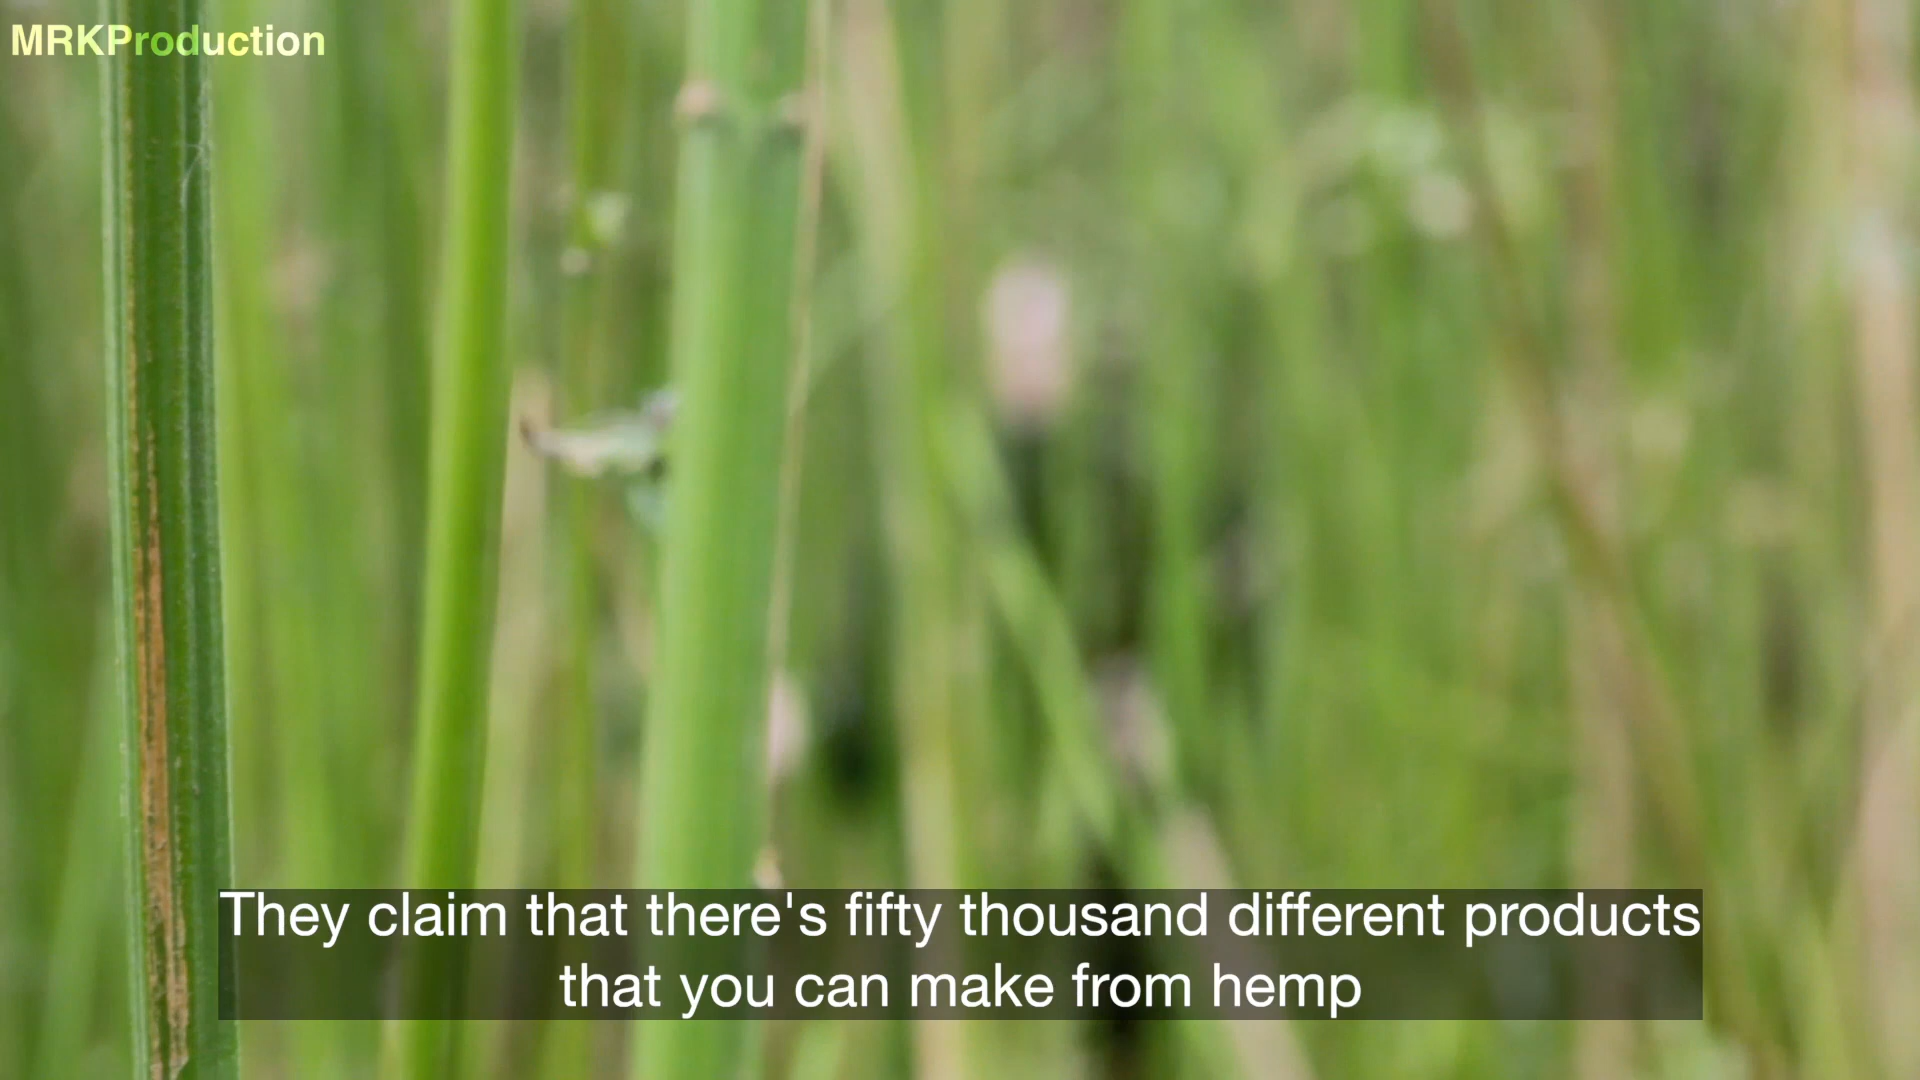 MRKProduction
They claim that there's fifty thousand different products
that you can make from hemp